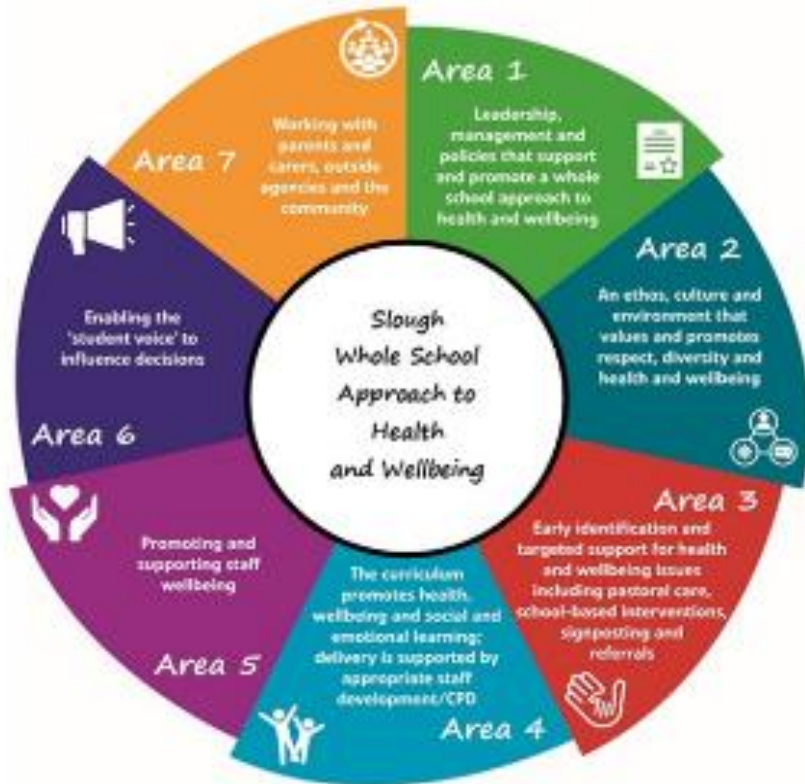 Slough
Whole School
Approach to
Health
and Wellbeing
Area 1
Leadership,
management and
policies that support
and promote a whole
school approach to
health and wellbeing
Area 2
An ethos, culture and
environment that
values and promotes
respect, diversity and
health and wellbeing
Area 3
Early identification and
targeted support for health
and wellbeing issues
including pastoral care,
school-based interventions,
signposting and
referrals
The curriculum
promotes health,
wellbeing and social and
emotional learning;
delivery is supported by
appropriate staff
development/CPD
Area 4
Promoting and
supporting staff
wellbeing
Area 5
Enabling the
'student voice' to
influence decisions
Area 6
Working with
parents and
carers, outside
agencies and the
community
Area 7